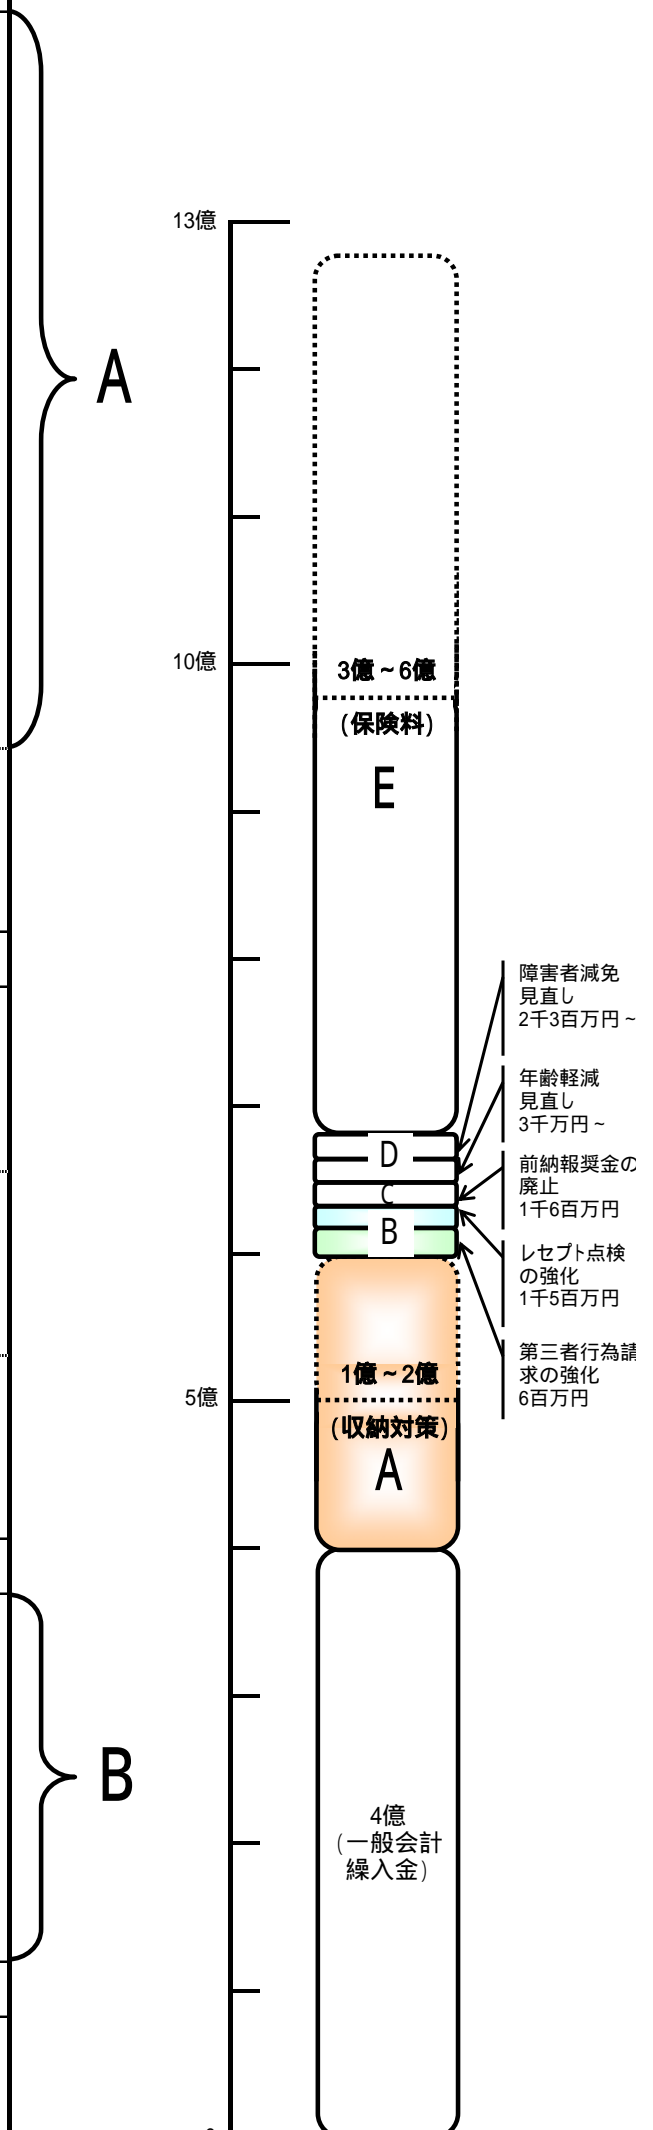 A
13億
10億
3億～6億
(保険料)
E
障害者減免
見直し
2千3百万円～
年齢軽減
見直し
3千万円～
前納報奨金の
廃止
1千6百万円
レセプト点検
の強化
1千5百万円
第三者行為請
求の強化
6百万円
D
C
B
1億～2億
5億
(収納対策)
A
B
4億
(一般会計
繰入金)